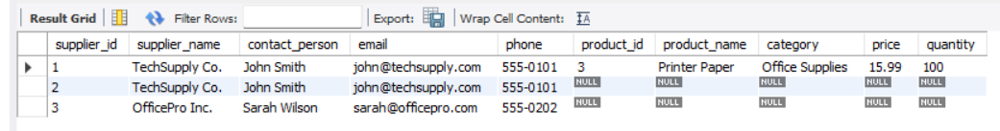 Result Grid Filter Rows: Export: Wrap Cell Content: IA
supplier_id supplier_name contact_person email phone product_id product_name category price quantity
1 TechSupply Co. John Smith john@techsupply.com 555-0101 3 Printer Paper Office Supplies 15.99 100
2 TechSupply Co. John Smith john@techsupply.com 555-0101 NULL NULL NULL NULL NULL
3 OfficePro Inc. Sarah Wilson sarah@officepro.com 555-0202 NULL NULL NULL NULL NULL